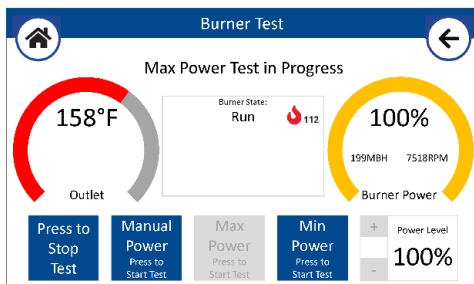 Burner Test
Max Power Test in Progress
158°F
Outlet
Burner State:
Run
112
100%
199MBH 7518RPM
Burner Power
Press to
Stop
Test
Manual
Power
Press to
Start Test
Max
Power
Press to
Start Test
Min
Power
Press to
Start Test
+
-
Power Level
100%